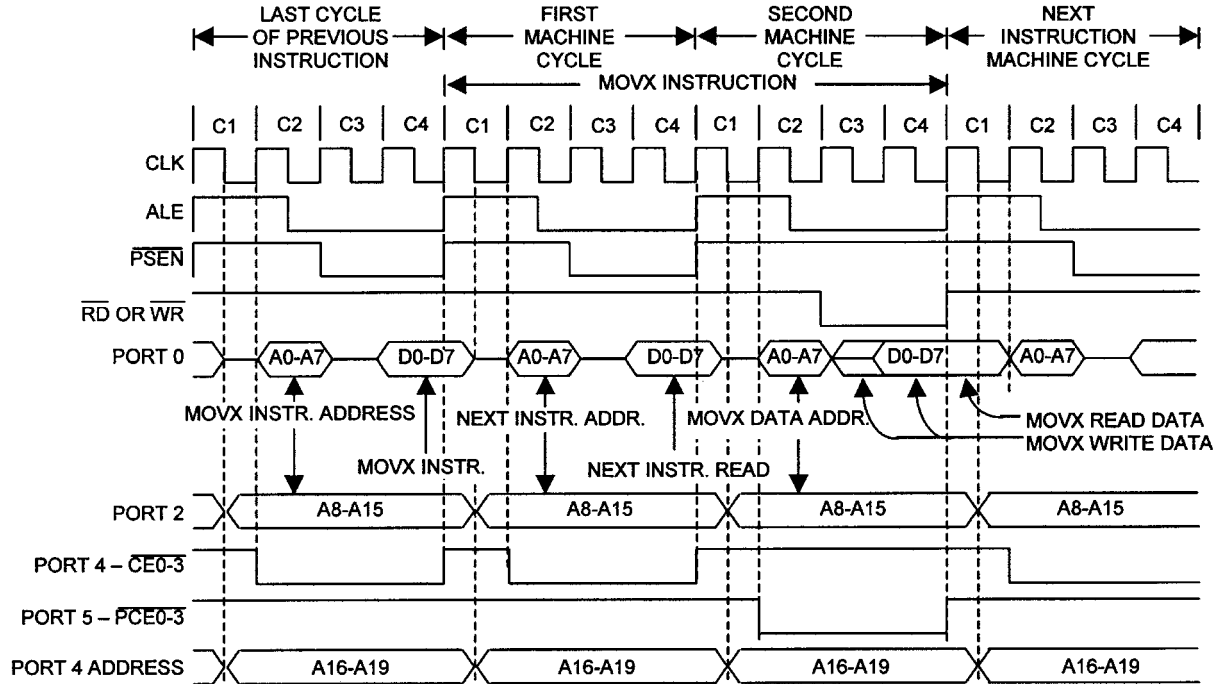 LAST CYCLE OF PREVIOUS INSTRUCTION
FIRST MACHINE CYCLE
SECOND MACHINE CYCLE
NEXT INSTRUCTION MACHINE CYCLE
MOVX INSTRUCTION
C1 C2 C3 C4 C1 C2 C3 C4 C1 C2 C3 C4 C1 C2 C3 C4
CLK
ALE
PSEN
RD OR WR
PORT 0 A0-A7 D0-D7 A0-A7 D0-D7 A0-A7 D0-D7 A0-A7
MOVX INSTR. ADDRESS
NEXT INSTR. ADDR.
MOVX DATA ADDR.
MOVX READ DATA
MOVX WRITE DATA
MOVX INSTR.
NEXT INSTR. READ
PORT 2 A8-A15 A8-A15 A8-A15 A8-A15
PORT 4 – CE0-3
PORT 5 – PCE0-3
PORT 4 ADDRESS A16-A19 A16-A19 A16-A19 A16-A19